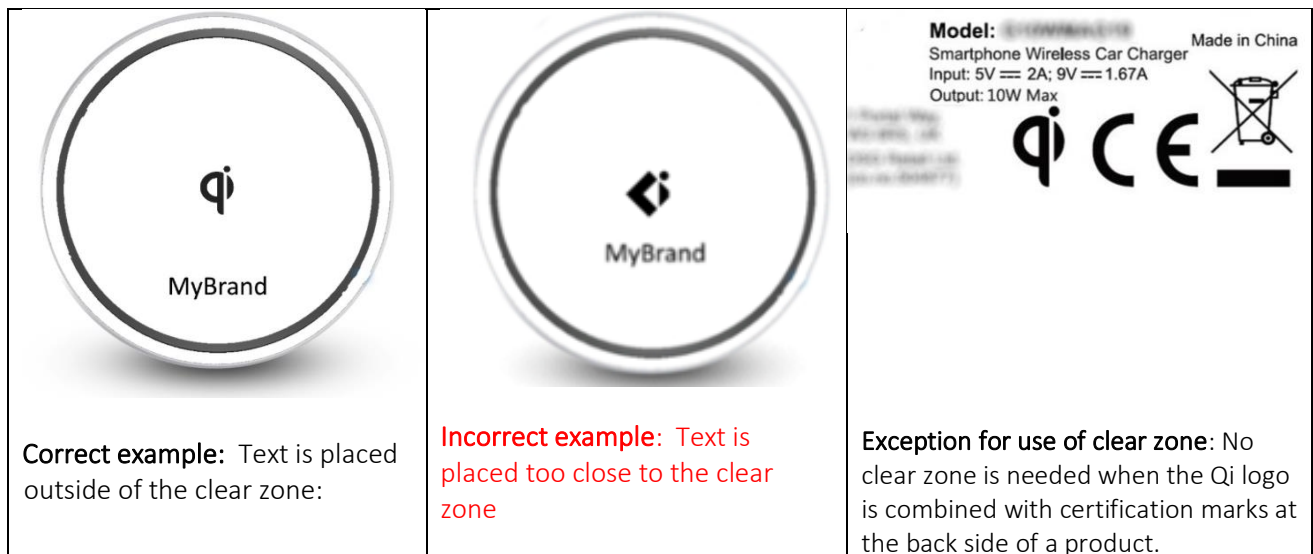 qi
MyBrand
Correct example: Text is placed
outside of the clear zone:
MyBrand
Incorrect example: Text is
placed too close to the clear
zone
Model:
Made in China
Smartphone Wireless Car Charger
Input: 5V ⎓ 2A; 9V ⎓ 1.67A
Output: 10W Max
qi CE
Exception for use of clear zone: No
clear zone is needed when the Qi logo
is combined with certification marks at
the back side of a product.